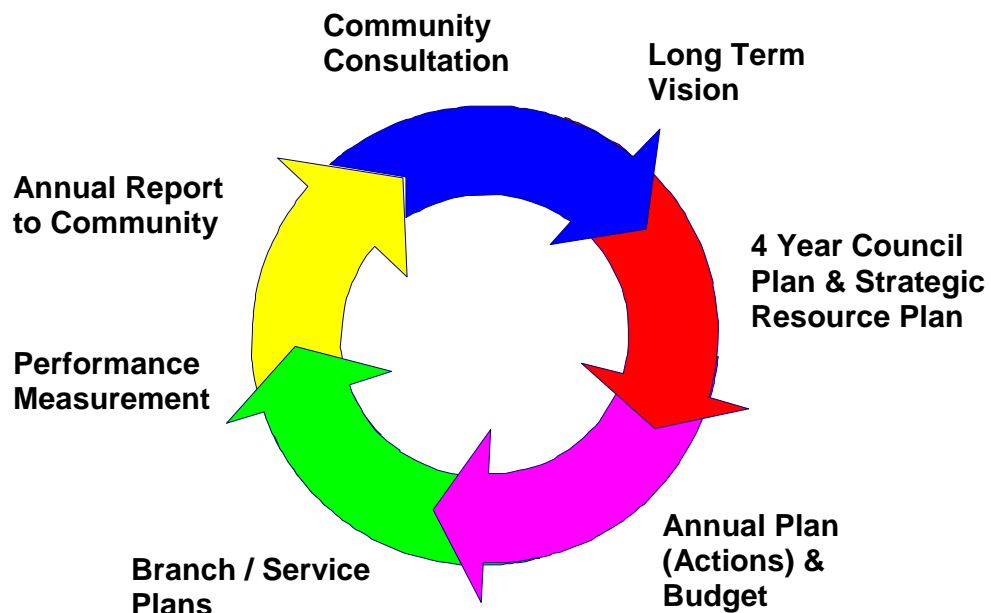 Community
Consultation
Long Term
Vision
4 Year Council
Plan & Strategic
Resource Plan
Annual Plan
(Actions) &
Budget
Branch / Service
Plans
Performance
Measurement
Annual Report
to Community